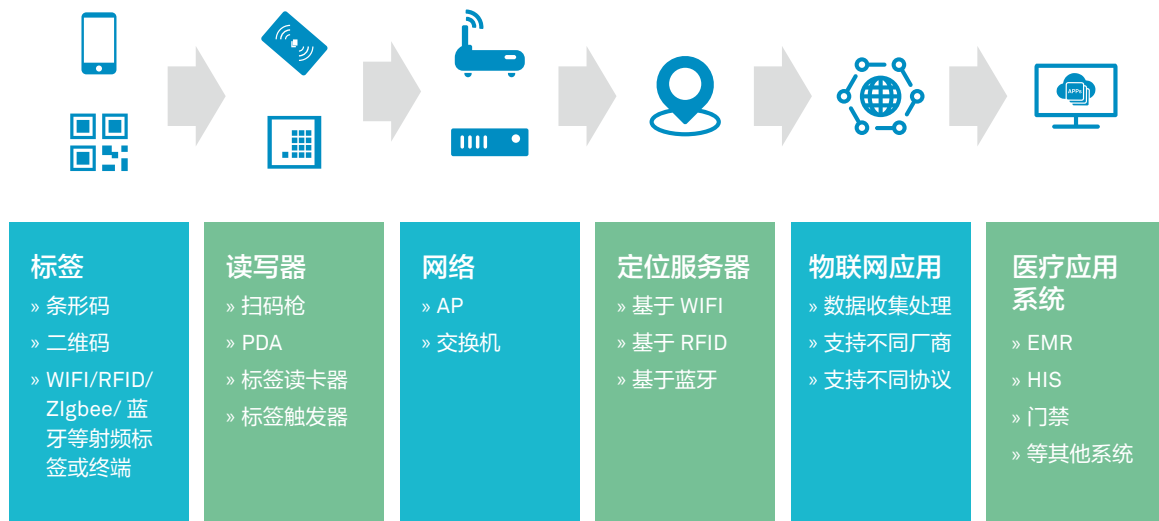 APPs
标签
» 条形码
» 二维码
» WIFI/RFID/
ZIgbee/ 蓝
牙等射频标
签或终端
读写器
» 扫码枪
» PDA
» 标签读卡器
» 标签触发器
网络
» AP
» 交换机
定位服务器
» 基于 WIFI
» 基于 RFID
» 基于蓝牙
物联网应用
» 数据收集处理
» 支持不同厂商
» 支持不同协议
医疗应用
系统
» EMR
» HIS
» 门禁
» 等其他系统